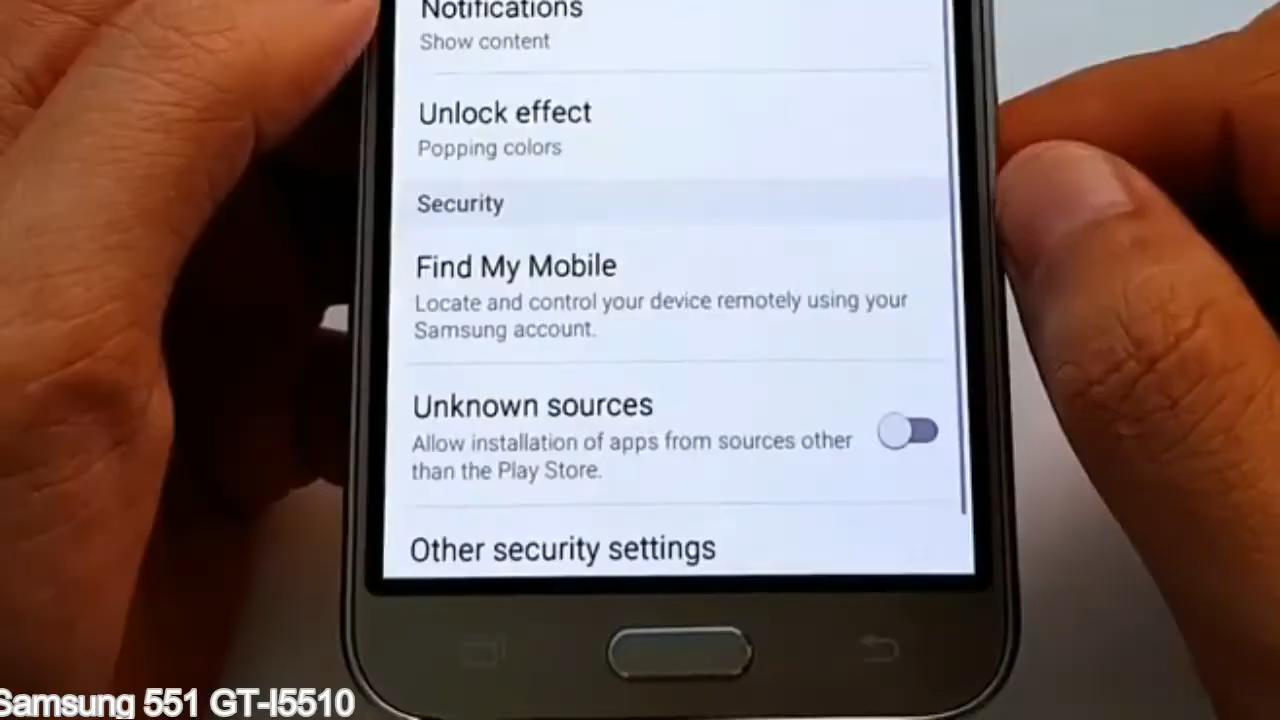 Notifications
Show content
Unlock effect
Popping colors
Security
Find My Mobile
Locate and control your device remotely using your
Samsung account.
Unknown sources
Allow installation of apps from sources other
than the Play Store.
Other security settings
Samsung 551 GT-I5510